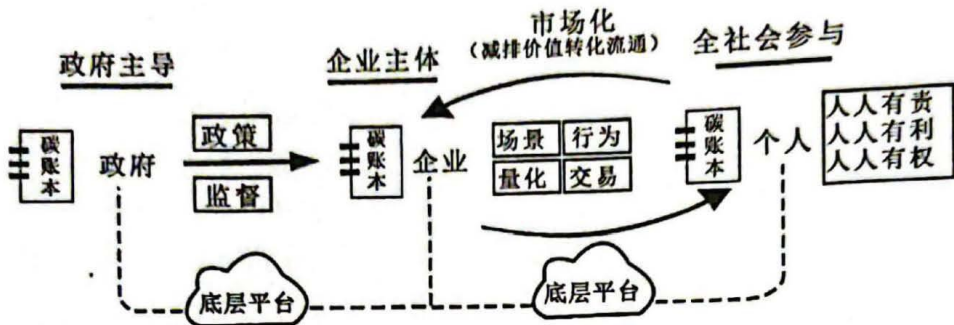 市场化
（减排价值转化流通）
政府主导
企业主体
全社会参与
碳账本
政府
政策
监督
碳账本
企业
场景
行为
量化
交易
碳账本
个人
人人有责
人人有利
人人有权
底层平台
底层平台